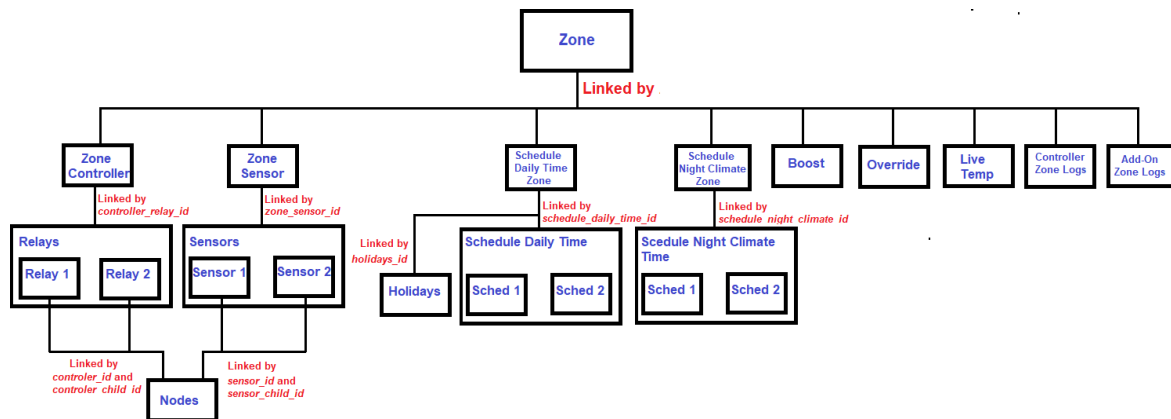 Zone
Linked by
Zone
Controller
Zone
Sensor
Schedule
Daily Time
Zone
Schedule
Night Climate
Zone
Boost
Override
Live
Temp
Controller
Zone Logs
Add-On
Zone Logs
Linked by
controller_relay_id
Linked by
zone_sensor_id
Linked by
schedule_daily_time_id
Linked by
schedule_night_climate_id
Relays
Relay 1
Relay 2
Sensors
Sensor 1
Sensor 2
Linked by
holidays_id
Holidays
Schedule Daily Time
Sched 1
Sched 2
Scedule Night Climate
Time
Sched 1
Sched 2
Linked by
controler_id and
controler_child_id
Linked by
sensor_id and
sensor_child_id
Nodes